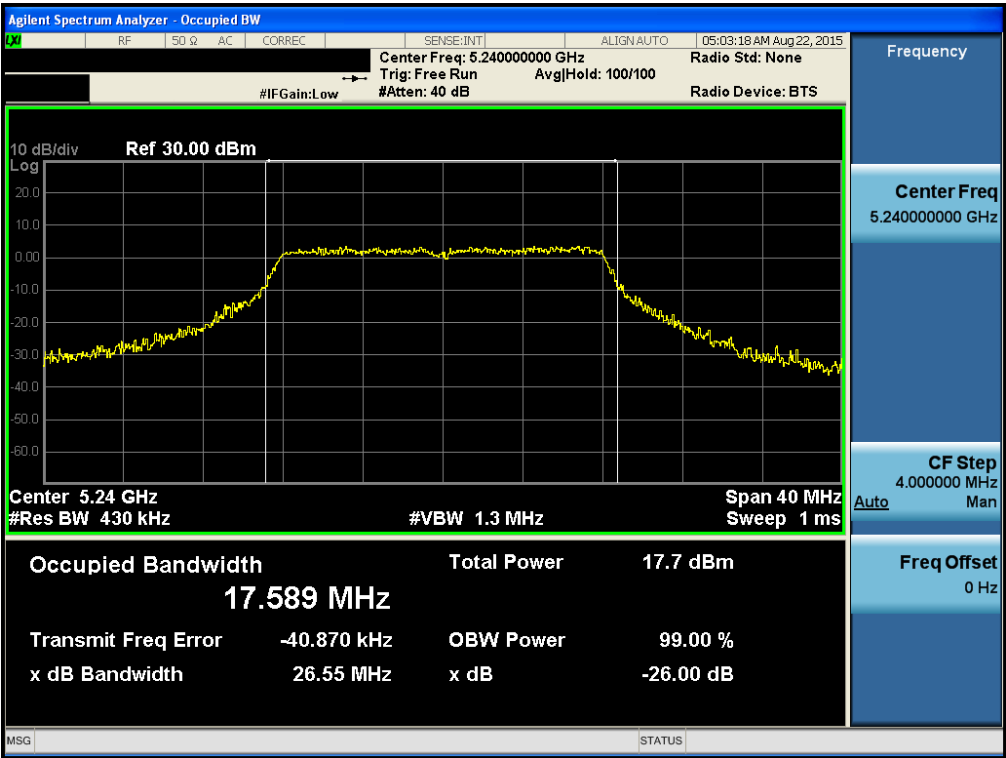 Agilent Spectrum Analyzer - Occupied BW
LXI RF 50 Ω AC CORREC SENSE:INT ALIGN AUTO 05:03:18 AM Aug 22, 2015
Center Freq: 5.240000000 GHz Radio Std: None
Trig: Free Run Avg|Hold: 100/100
#IFGain:Low #Atten: 40 dB Radio Device: BTS
Frequency
10 dB/div Ref 30.00 dBm
Log
20.0
10.0
0.00
-10.0
-20.0
-30.0
-40.0
-50.0
-60.0
Center 5.24 GHz Span 40 MHz
#Res BW 430 kHz #VBW 1.3 MHz Sweep 1 ms
Center Freq
5.240000000 GHz
CF Step
4.000000 MHz
Auto Man
Freq Offset
0 Hz
Occupied Bandwidth Total Power 17.7 dBm
17.589 MHz
Transmit Freq Error -40.870 kHz OBW Power 99.00 %
x dB Bandwidth 26.55 MHz x dB -26.00 dB
MSG STATUS